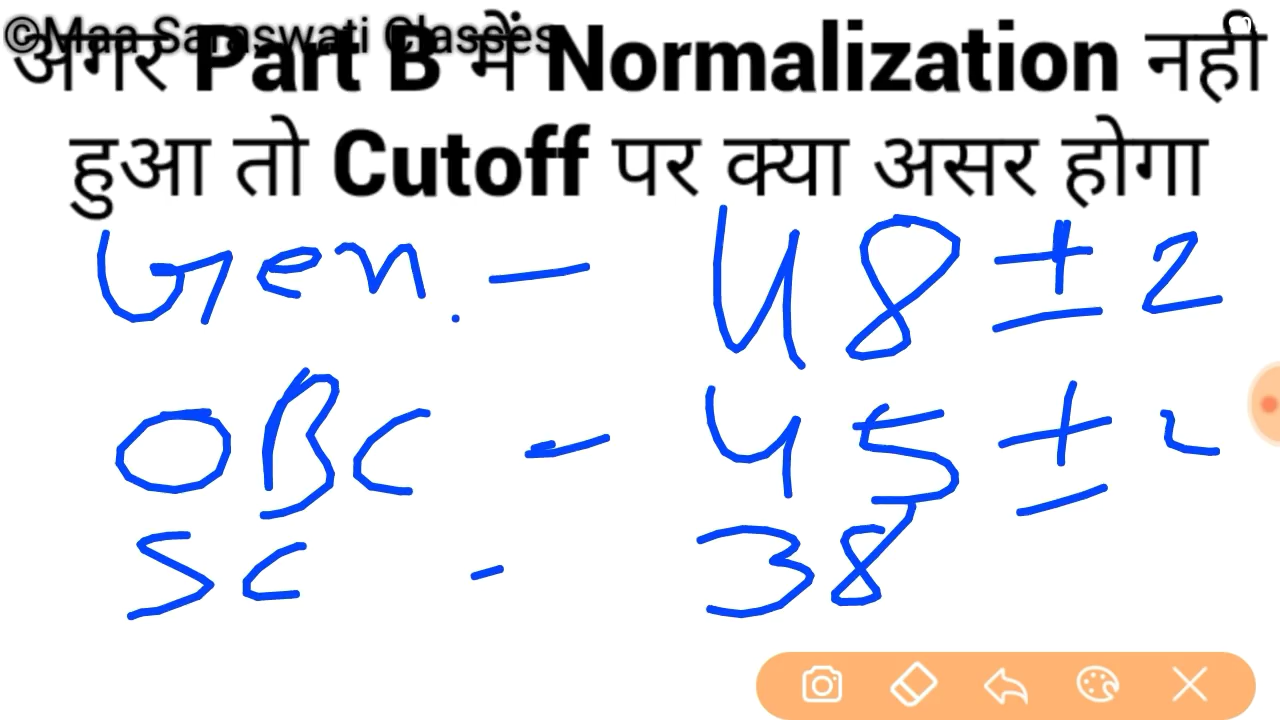 ©Maa Saraswati Classes
अगर Part B में Normalization नही
हुआ तो Cutoff पर क्या असर होगा
Gen. - 48 ± 2
OBC - 45 ± 2
SC - 38